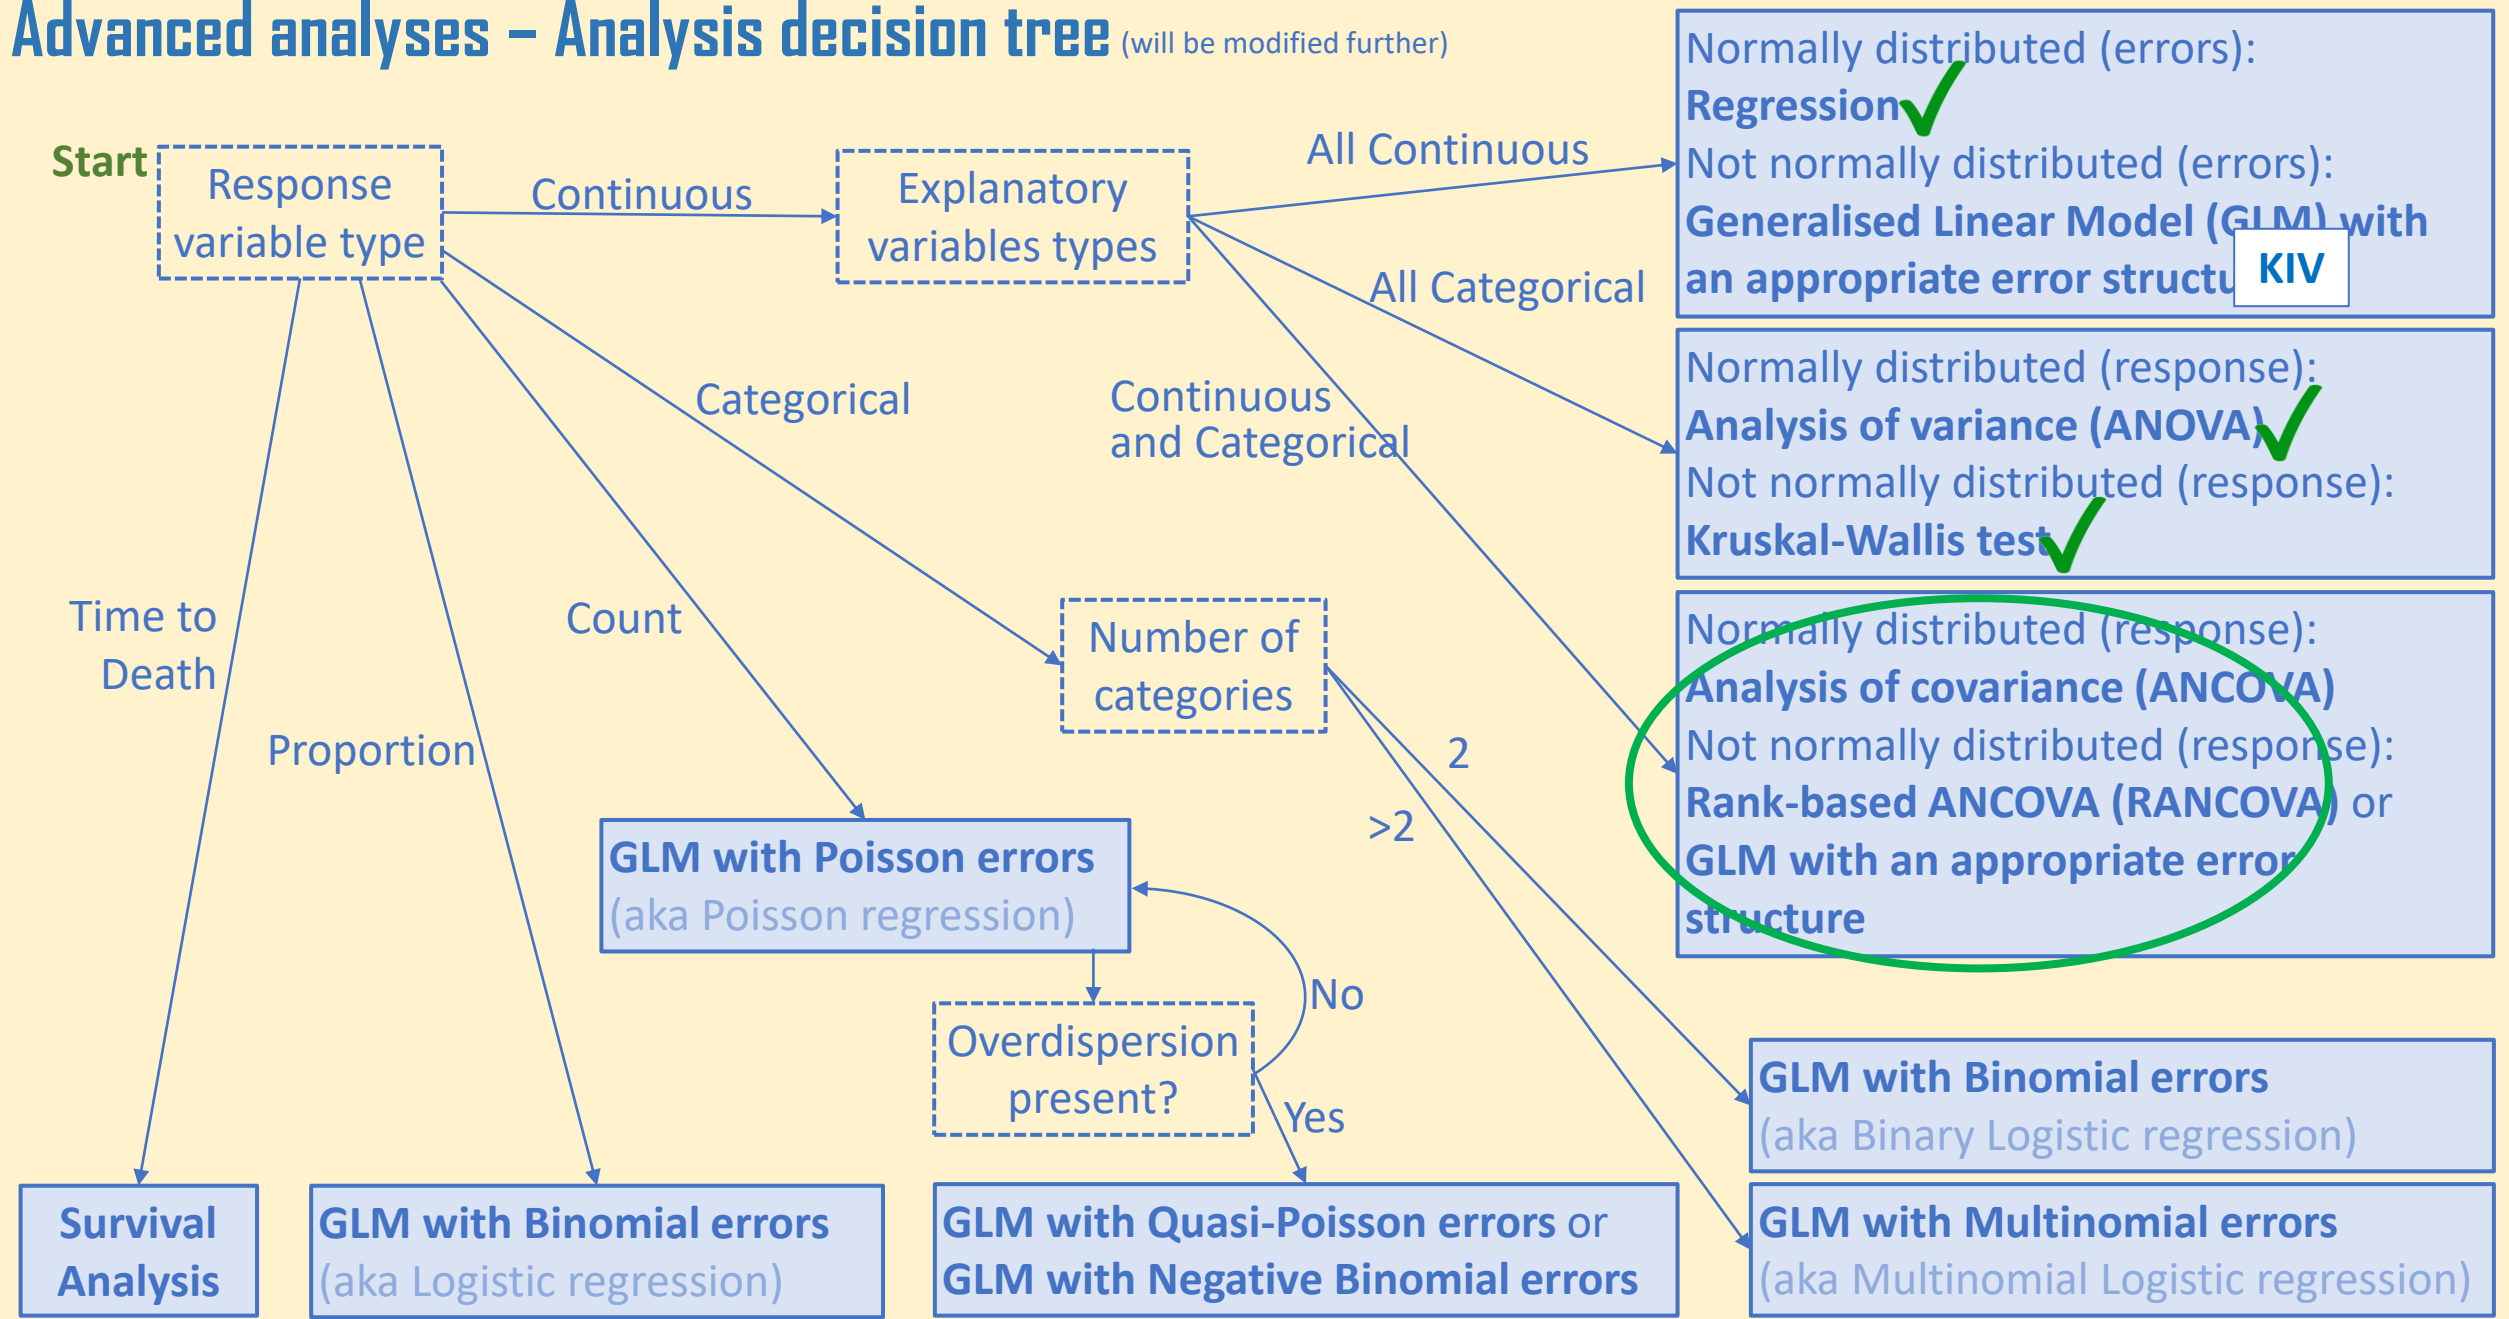 Advanced analyses – Analysis decision tree (will be modified further)
Start
Response
variable type
Continuous
Explanatory
variables types
All Continuous
All Categorical
Continuous
and Categorical
Normally distributed (errors):
Regression
Not normally distributed (errors):
Generalised Linear Model (GLM) with
an appropriate error structu
KIV
Normally distributed (response):
Analysis of variance (ANOVA)
Not normally distributed (response):
Kruskal-Wallis test
Normally distributed (response):
Analysis of covariance (ANCOVA)
Not normally distributed (response):
Rank-based ANCOVA (RANCOVA) or
GLM with an appropriate error
structure
Categorical
Number of
categories
2
>2
Count
Time to
Death
Proportion
GLM with Poisson errors
(aka Poisson regression)
No
Overdispersion
present?
Yes
GLM with Binomial errors
(aka Binary Logistic regression)
Survival
Analysis
GLM with Binomial errors
(aka Logistic regression)
GLM with Quasi-Poisson errors or
GLM with Negative Binomial errors
GLM with Multinomial errors
(aka Multinomial Logistic regression)